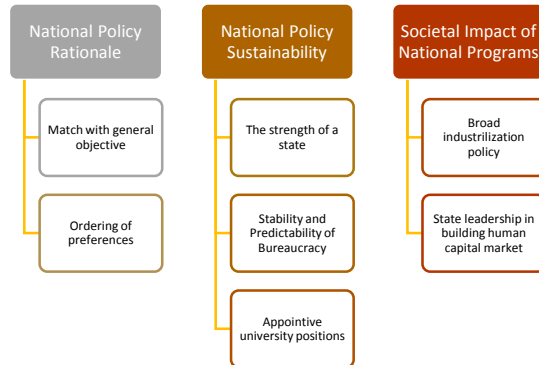 National Policy
Rationale
Match with general
objective
Ordering of
preferences
National Policy
Sustainability
The strength of a
state
Stability and
Predictability of
Bureaucracy
Appointive
university positions
Societal Impact of
National Programs
Broad
industrilization
policy
State leadership in
building human
capital market